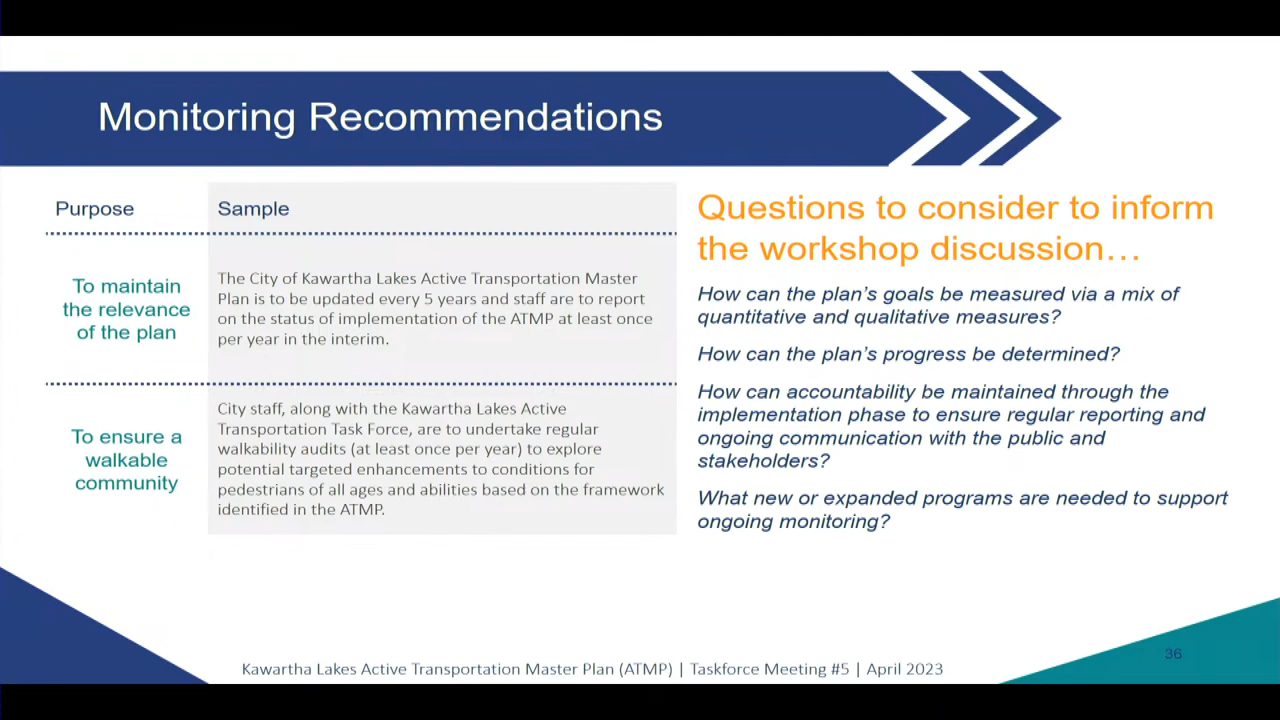 Monitoring Recommendations
Purpose
Sample
To maintain
the relevance
of the plan
The City of Kawartha Lakes Active Transportation Master
Plan is to be updated every 5 years and staff are to report
on the status of implementation of the ATMP at least once
per year in the interim.
To ensure a
walkable
community
City staff, along with the Kawartha Lakes Active
Transportation Task Force, are to undertake regular
walkability audits (at least once per year) to explore
potential targeted enhancements to conditions for
pedestrians of all ages and abilities based on the framework
identified in the ATMP.
Questions to consider to inform
the workshop discussion…
How can the plan's goals be measured via a mix of
quantitative and qualitative measures?
How can the plan's progress be determined?
How can accountability be maintained through the
implementation phase to ensure regular reporting and
ongoing communication with the public and
stakeholders?
What new or expanded programs are needed to support
ongoing monitoring?
36
Kawartha Lakes Active Transportation Master Plan (ATMP) | Taskforce Meeting #5 | April 2023